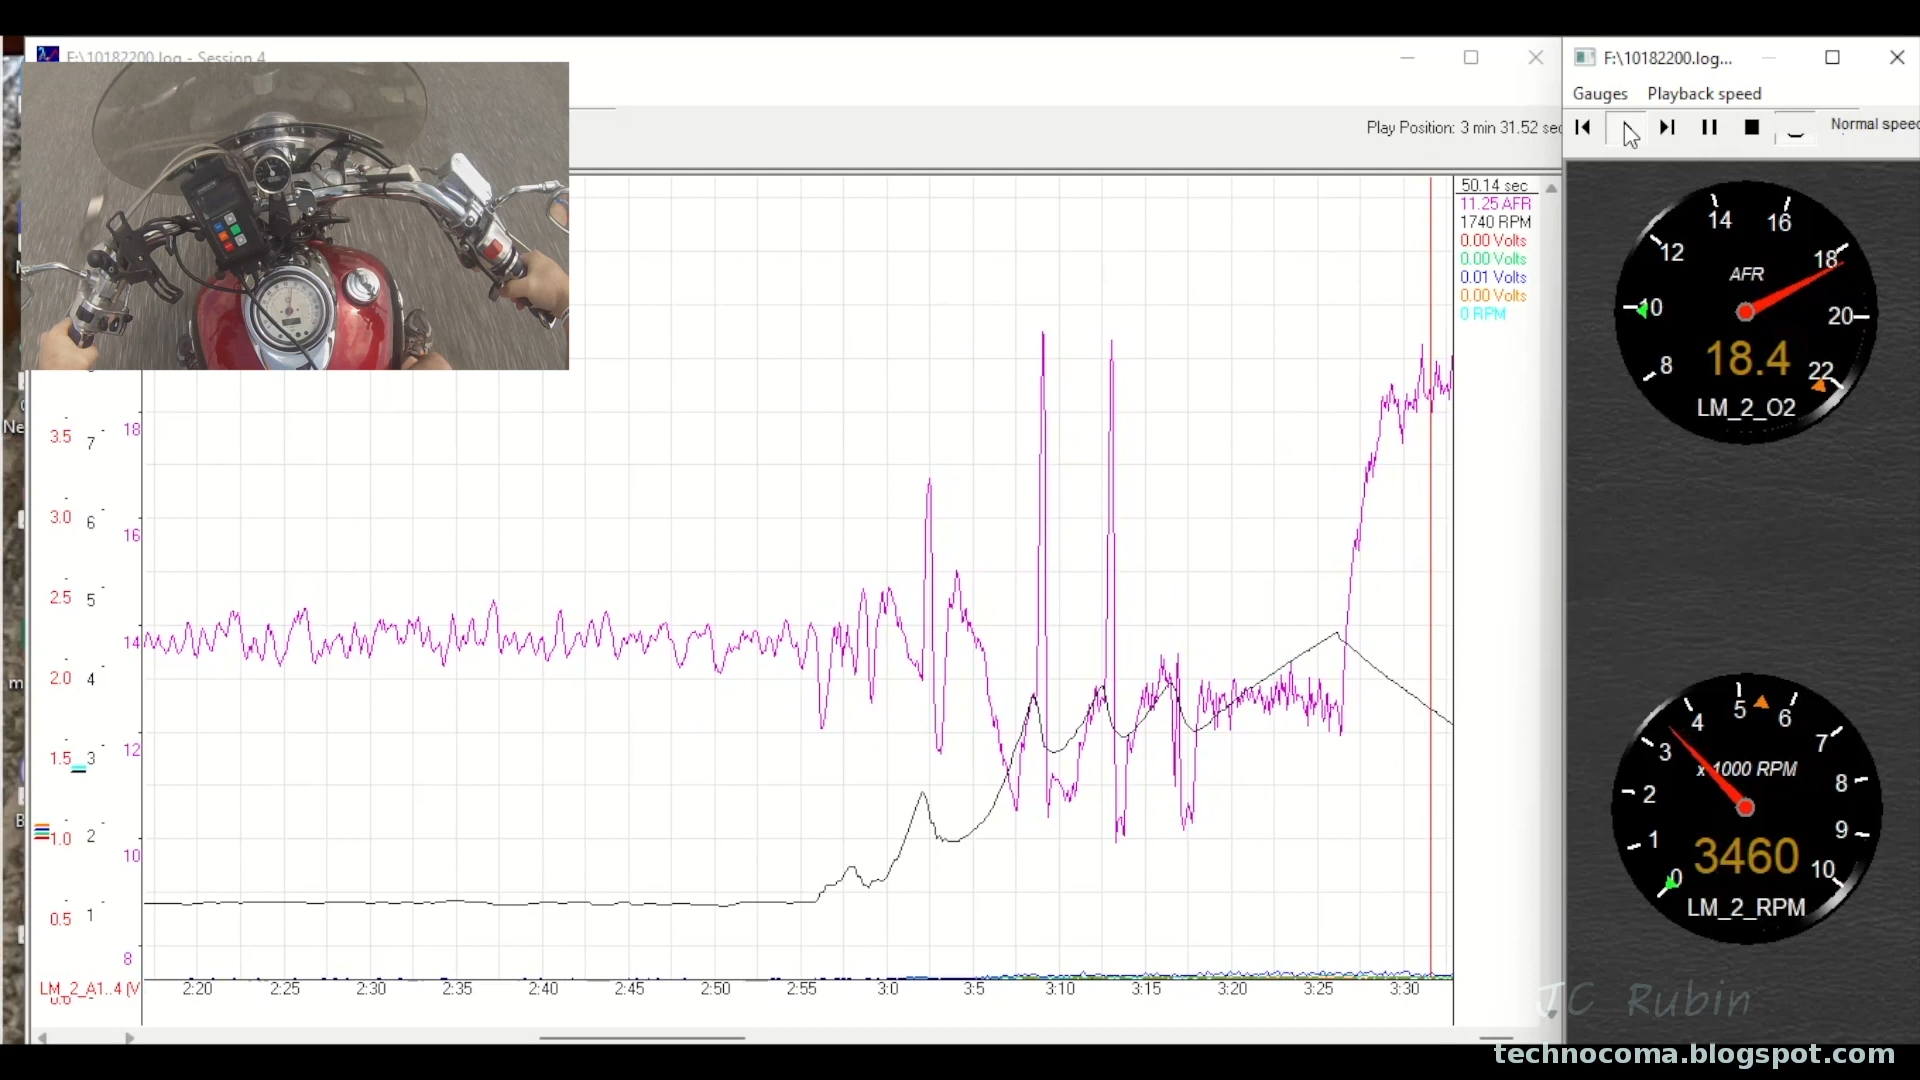 F:\10182200.log - Session 4
F:\10182200.log...
Gauges Playback speed
Play Position: 3 min 31.52 sec
Normal speed
50.14 sec
11.25 AFR
1740 RPM
0.00 Volts
0.00 Volts
0.01 Volts
0.00 Volts
0 RPM
3.5 7 18
3.0 6 16
2.5 5
14
2.0 4
1.5 3 12
1.0 2
10
0.5 1
8
0.0
LM_2_A1..4 (V
2:20 2:25 2:30 2:35 2:40 2:45 2:50 2:55 3:0 3:5 3:10 3:15 3:20 3:25 3:30
8 10 12 14 16 18 20 22
AFR
18.4
LM_2_O2
0 1 2 3 4 5 6 7 8 9 10
x 1000 RPM
3460
LM_2_RPM
Ne
JC Rubin
technocoma.blogspot.com